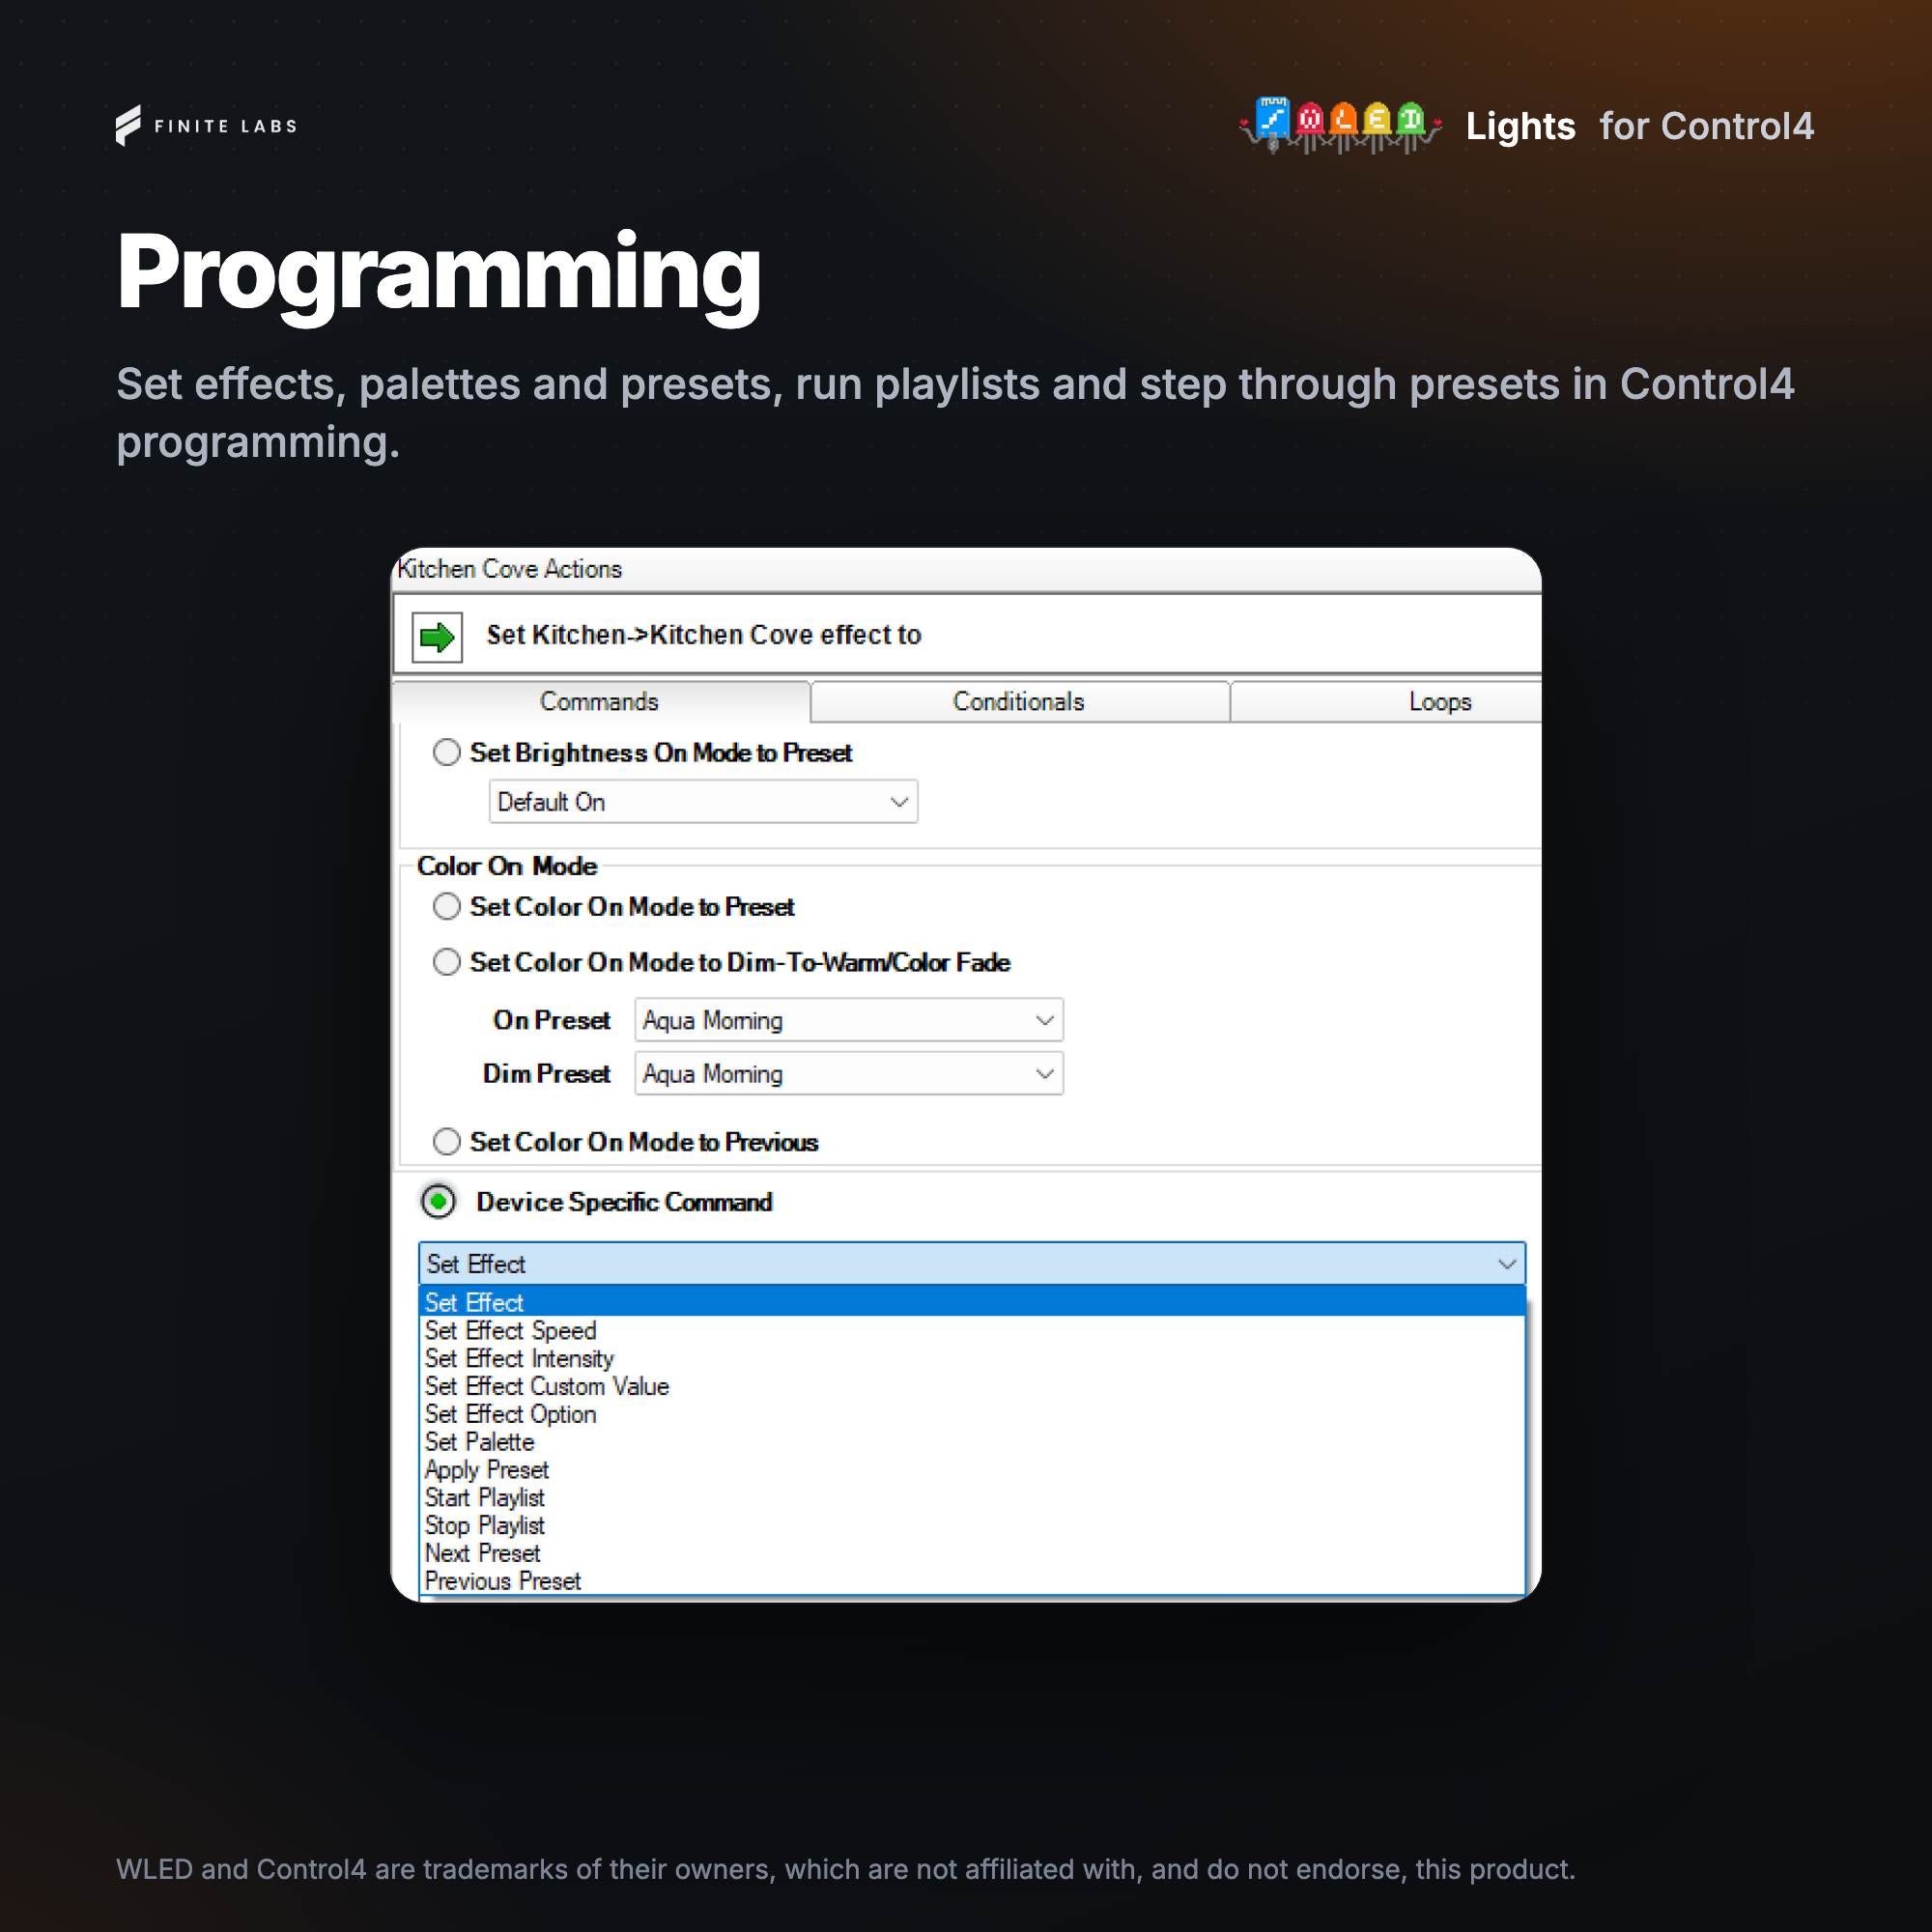 FINITE LABS
WLED Lights for Control4
Programming
Set effects, palettes and presets, run playlists and step through presets in Control4
programming.
Kitchen Cove Actions
Set Kitchen->Kitchen Cove effect to
Commands Conditionals Loops
Set Brightness On Mode to Preset
Default On
Color On Mode
Set Color On Mode to Preset
Set Color On Mode to Dim-To-Warm/Color Fade
On Preset Aqua Morning
Dim Preset Aqua Morning
Set Color On Mode to Previous
Device Specific Command
Set Effect
Set Effect
Set Effect Speed
Set Effect Intensity
Set Effect Custom Value
Set Effect Option
Set Palette
Apply Preset
Start Playlist
Stop Playlist
Next Preset
Previous Preset
WLED and Control4 are trademarks of their owners, which are not affiliated with, and do not endorse, this product.